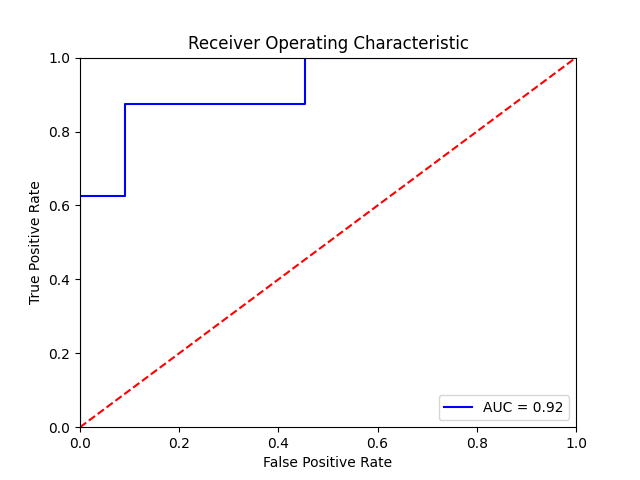 Receiver Operating Characteristic
True Positive Rate
1.0
0.8
0.6
0.4
0.2
0.0
AUC = 0.92
0.0 0.2 0.4 0.6 0.8 1.0
False Positive Rate